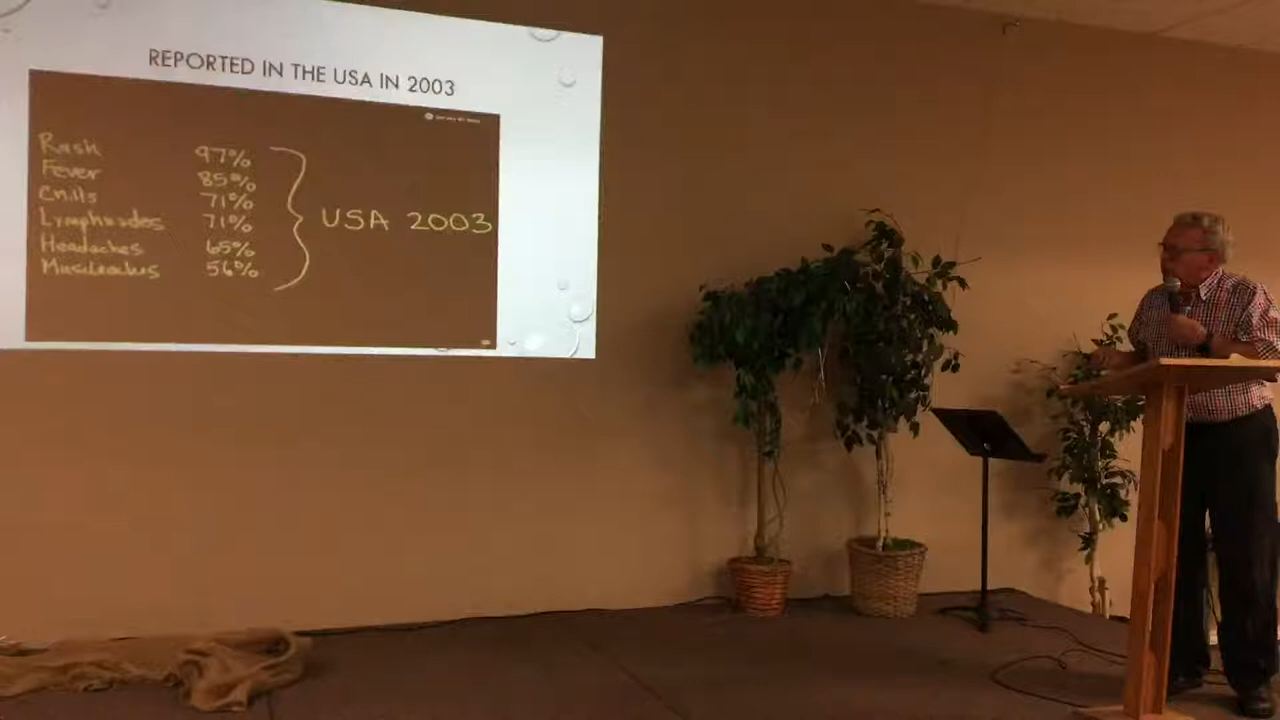 REPORTED IN THE USA IN 2003
Rash 97%
Fever 85%
Chills 71%
Lymphnodes 71%
Headaches 65%
Muscleaches 56%
USA 2003